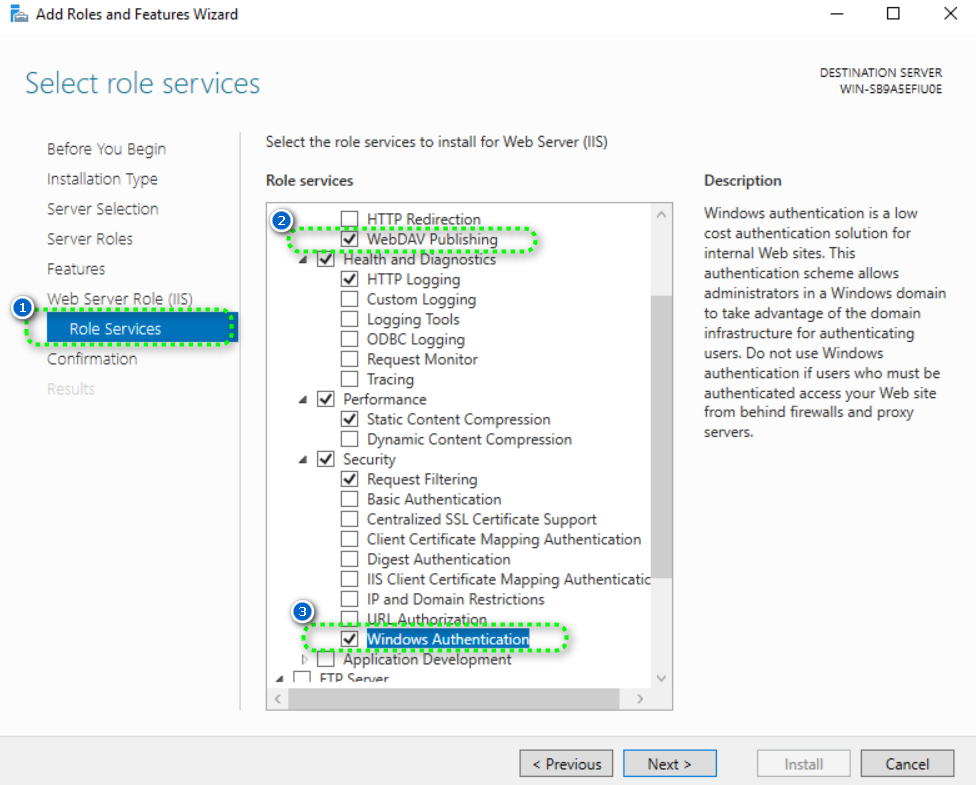 Add Roles and Features Wizard
Select role services
DESTINATION SERVER
WIN-SB9A5EFIU0E
Before You Begin
Installation Type
Server Selection
Server Roles
Features
Web Server Role (IIS)
1
Role Services
Confirmation
Results
Select the role services to install for Web Server (IIS)
Role services
HTTP Redirection
2
WebDAV Publishing
Health and Diagnostics
HTTP Logging
Custom Logging
Logging Tools
ODBC Logging
Request Monitor
Tracing
Performance
Static Content Compression
Dynamic Content Compression
Security
Request Filtering
Basic Authentication
Centralized SSL Certificate Support
Client Certificate Mapping Authentication
Digest Authentication
IIS Client Certificate Mapping Authenticatic
IP and Domain Restrictions
3
URL Authorization
Windows Authentication
Application Development
FTP Server
Description
Windows authentication is a low
cost authentication solution for
internal Web sites. This
authentication scheme allows
administrators in a Windows domain
to take advantage of the domain
infrastructure for authenticating
users. Do not use Windows
authentication if users who must be
authenticated access your Web site
from behind firewalls and proxy
servers.
< Previous
Next >
Install
Cancel